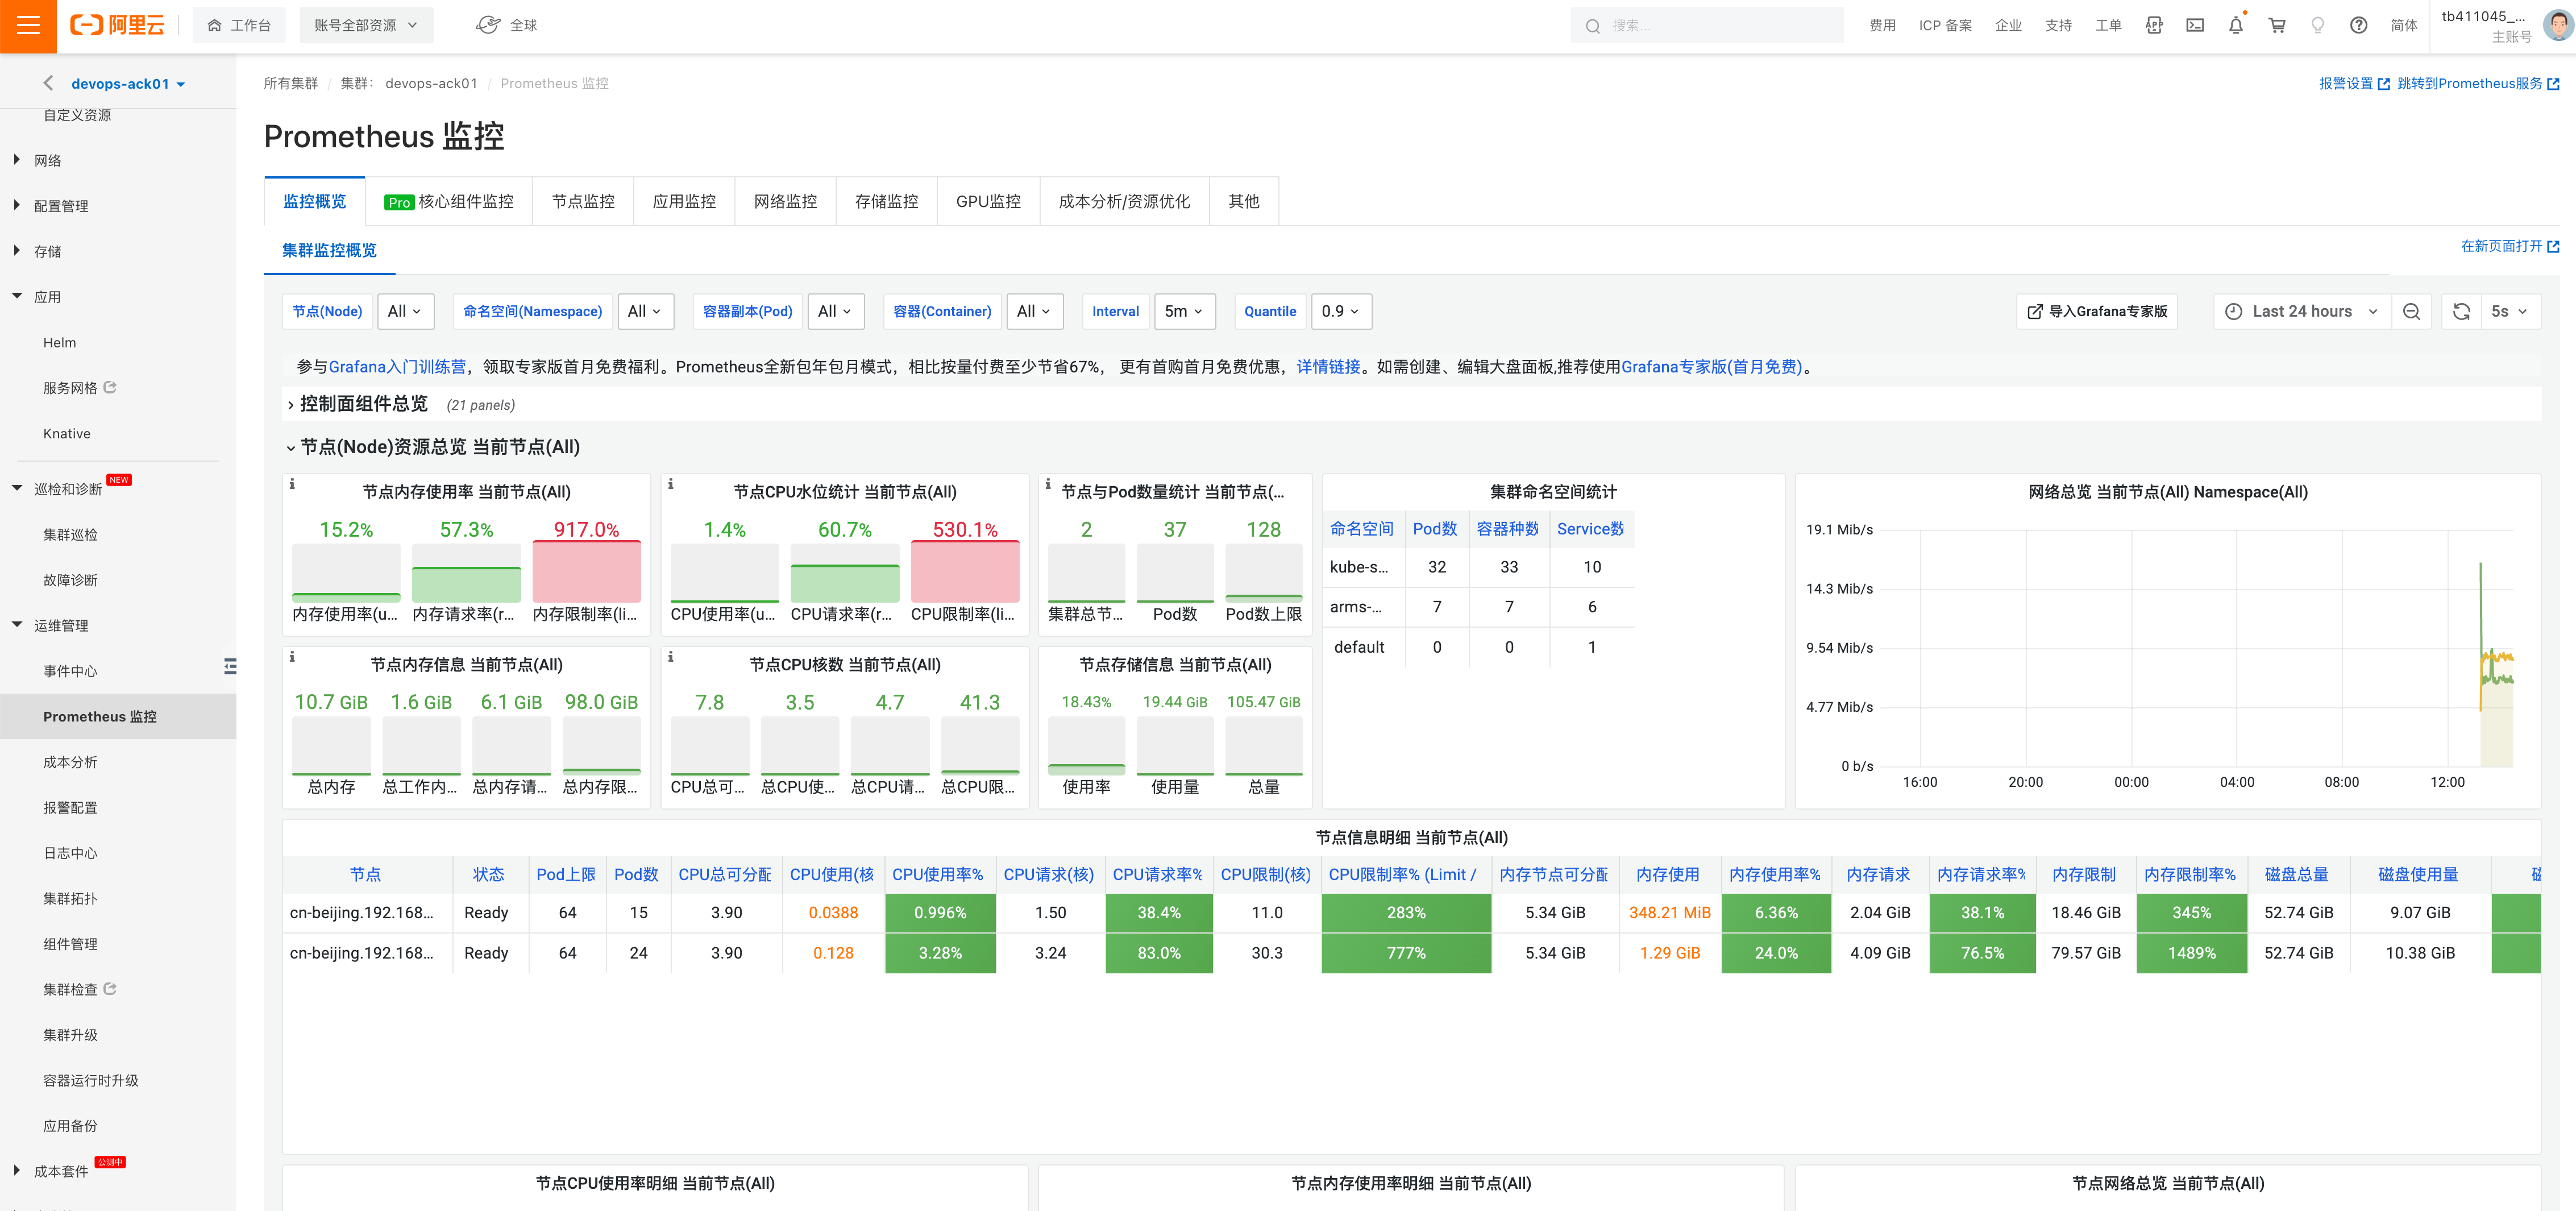 阿里云
工作台
账号全部资源
全球
搜索...
费用
ICP 备案
企业
支持
工单
简体
tb411045_...
主账号
devops-ack01
自定义资源
网络
配置管理
存储
应用
Helm
服务网格
Knative
巡检和诊断
NEW
集群巡检
故障诊断
运维管理
事件中心
Prometheus 监控
成本分析
报警配置
日志中心
集群拓扑
组件管理
集群检查
集群升级
容器运行时升级
应用备份
成本套件
公测中
所有集群 / 集群: devops-ack01 / Prometheus 监控
报警设置
跳转到Prometheus服务
Prometheus 监控
监控概览
Pro 核心组件监控
节点监控
应用监控
网络监控
存储监控
GPU监控
成本分析/资源优化
其他
集群监控概览
在新页面打开
节点(Node) All
命名空间(Namespace) All
容器副本(Pod) All
容器(Container) All
Interval 5m
Quantile 0.9
导入Grafana专家版
Last 24 hours
5s
参与Grafana入门训练营，领取专家版首月免费福利。Prometheus全新包年包月模式，相比按量付费至少节省67%， 更有首购首月免费优惠，详情链接。如需创建、编辑大盘面板,推荐使用Grafana专家版(首月免费)。
控制面组件总览 (21 panels)
节点(Node)资源总览 当前节点(All)
节点内存使用率 当前节点(All)
15.2% 57.3% 917.0%
内存使用率(u... 内存请求率(r... 内存限制率(li...
节点CPU水位统计 当前节点(All)
1.4% 60.7% 530.1%
CPU使用率(u... CPU请求率(r... CPU限制率(li...
节点与Pod数量统计 当前节点(...
2 37 128
集群总节... Pod数 Pod数上限
集群命名空间统计
命名空间 Pod数 容器种数 Service数
kube-s... 32 33 10
arms-... 7 7 6
default 0 0 1
网络总览 当前节点(All) Namespace(All)
19.1 Mib/s
14.3 Mib/s
9.54 Mib/s
4.77 Mib/s
0 b/s
16:00 20:00 00:00 04:00 08:00 12:00
节点内存信息 当前节点(All)
10.7 GiB 1.6 GiB 6.1 GiB 98.0 GiB
总内存 总工作内... 总内存请... 总内存限...
节点CPU核数 当前节点(All)
7.8 3.5 4.7 41.3
CPU总可... 总CPU使... 总CPU请... 总CPU限...
节点存储信息 当前节点(All)
18.43% 19.44 GiB 105.47 GiB
使用率 使用量 总量
节点信息明细 当前节点(All)
节点 状态 Pod上限 Pod数 CPU总可分配 CPU使用(核 CPU使用率% CPU请求(核) CPU请求率% CPU限制(核) CPU限制率% (Limit / 内存节点可分配 内存使用 内存使用率% 内存请求 内存请求率% 内存限制 内存限制率% 磁盘总量 磁盘使用量
cn-beijing.192.168... Ready 64 15 3.90 0.0388 0.996% 1.50 38.4% 11.0 283% 5.34 GiB 348.21 MiB 6.36% 2.04 GiB 38.1% 18.46 GiB 345% 52.74 GiB 9.07 GiB
cn-beijing.192.168... Ready 64 24 3.90 0.128 3.28% 3.24 83.0% 30.3 777% 5.34 GiB 1.29 GiB 24.0% 4.09 GiB 76.5% 79.57 GiB 1489% 52.74 GiB 10.38 GiB
节点CPU使用率明细 当前节点(All)
节点内存使用率明细 当前节点(All)
节点网络总览 当前节点(All)